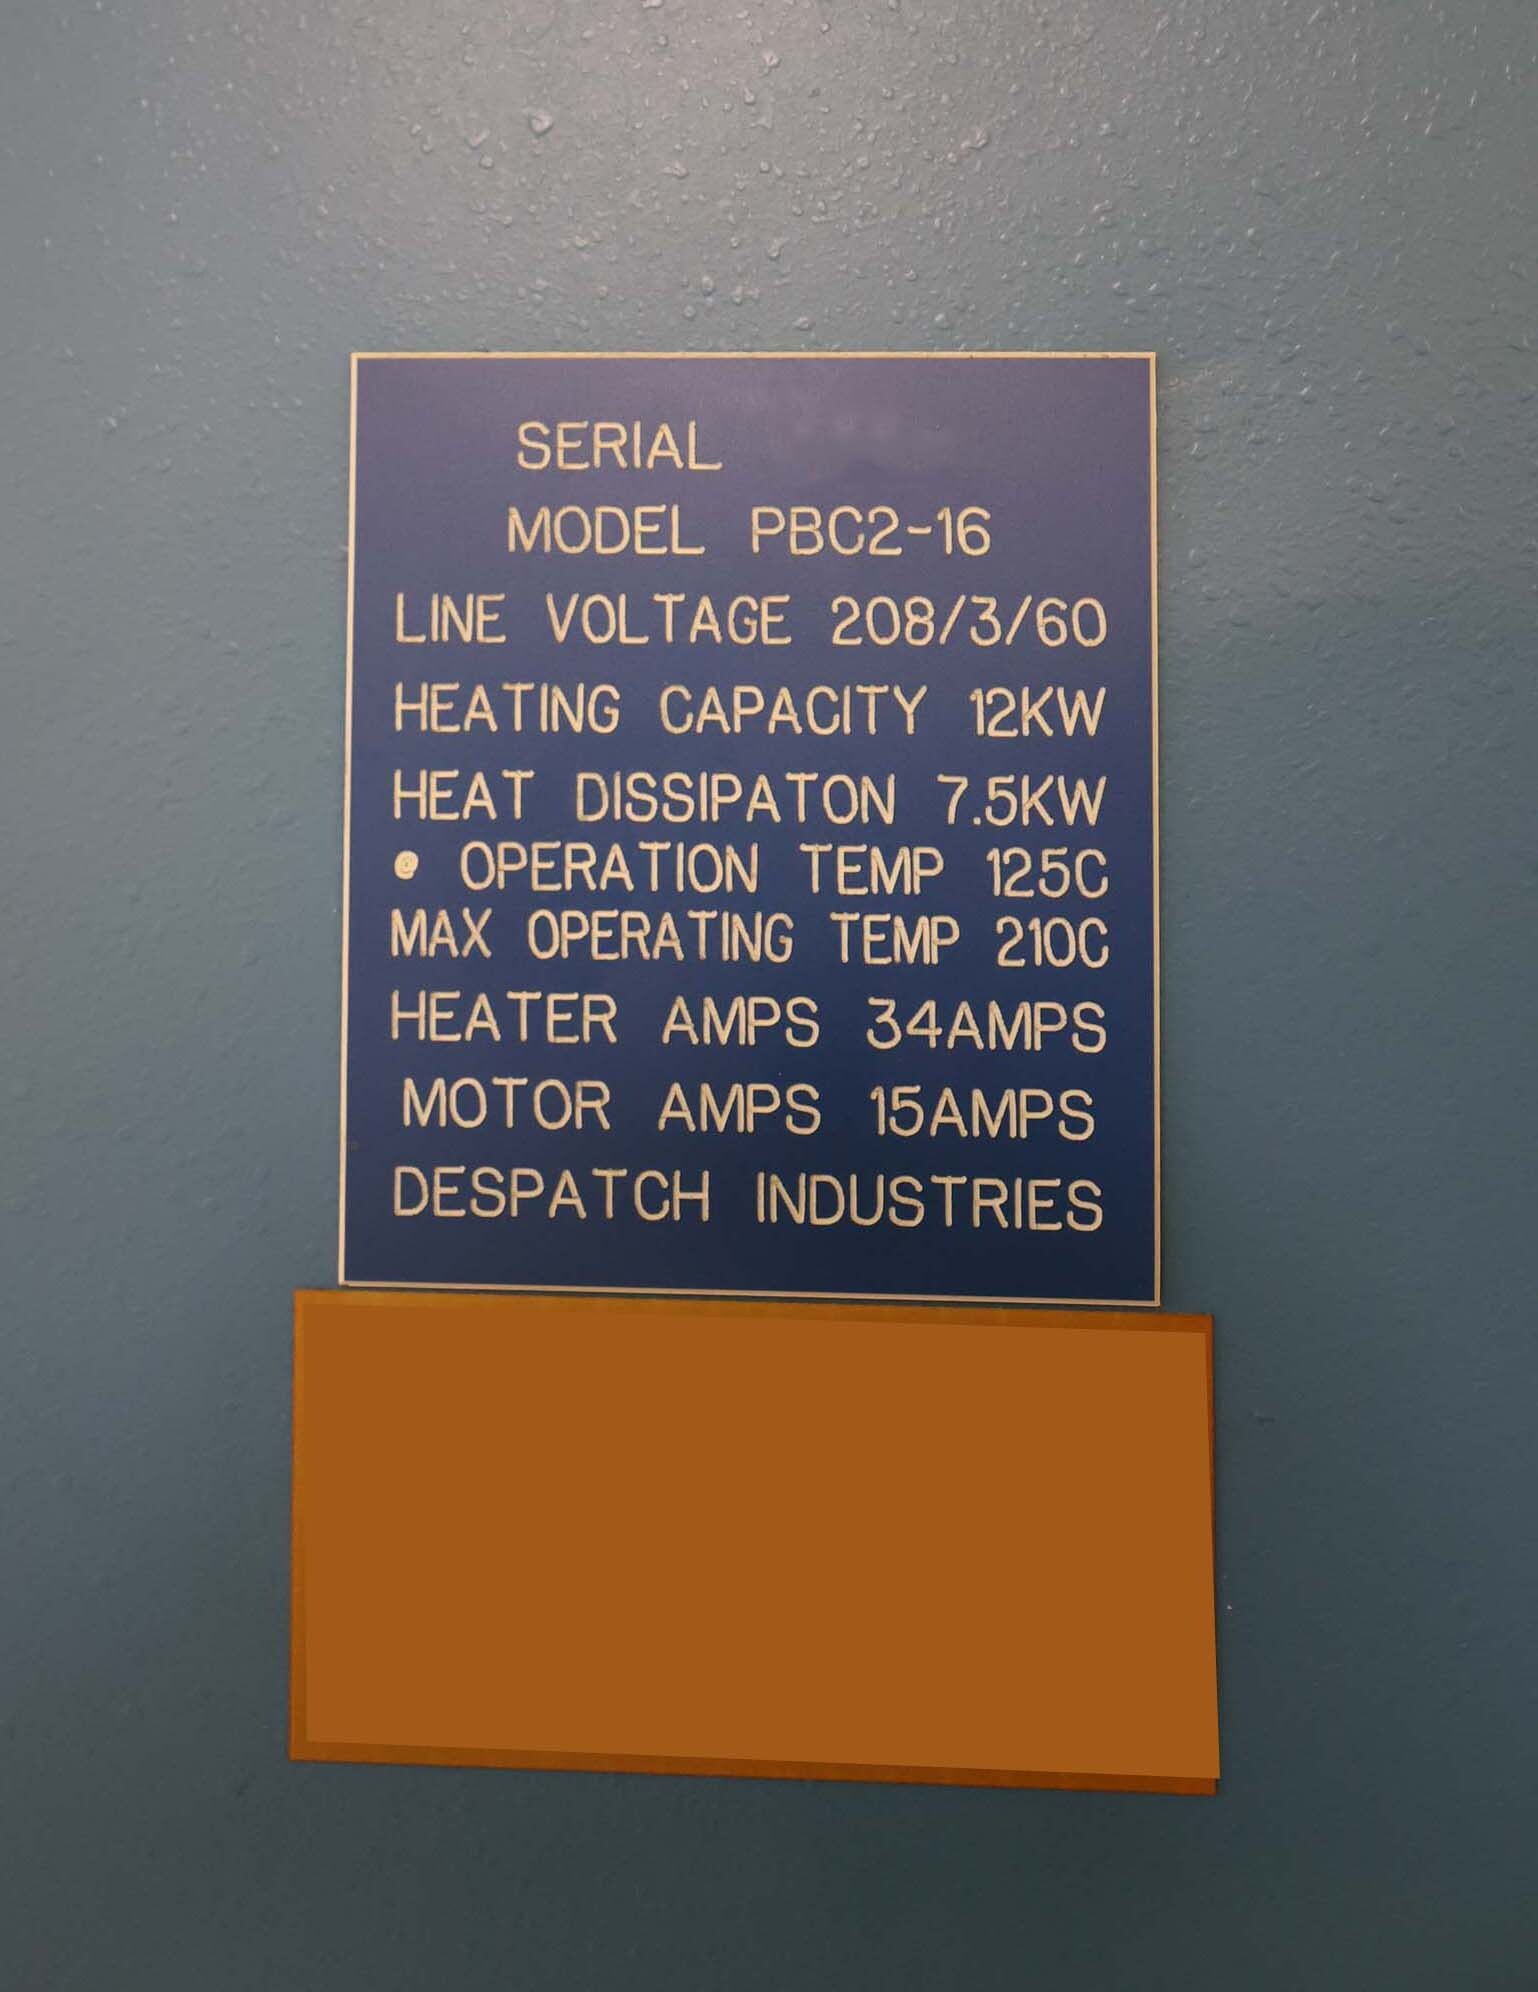 SERIAL
MODEL PBC2-16
LINE VOLTAGE 208/3/60
HEATING CAPACITY 12KW
HEAT DISSIPATON 7.5KW
@ OPERATION TEMP 125C
MAX OPERATING TEMP 210C
HEATER AMPS 34AMPS
MOTOR AMPS 15AMPS
DESPATCH INDUSTRIES